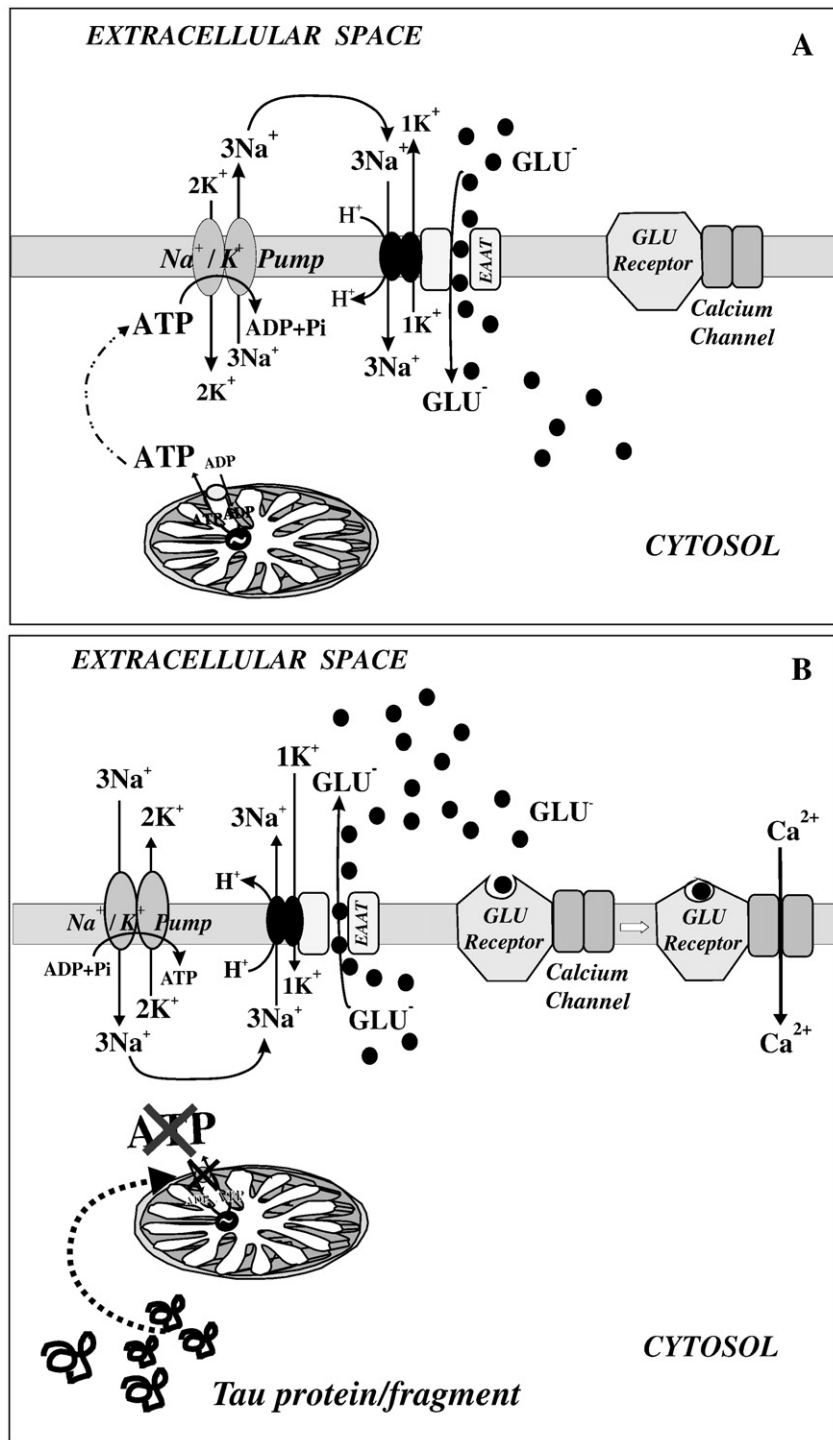 EXTRACELLULAR SPACE
A
1K⁺
3Na⁺
3Na⁺
GLU⁻
2K⁺
H⁺
Na⁺/K⁺ Pump
EAAT
GLU
Receptor
H⁺
ATP
ADP+Pi
1K⁺
Calcium
Channel
3Na⁺
3Na⁺
2K⁺
GLU⁻
ATP
ADP
ATP
ADP
CYTOSOL
EXTRACELLULAR SPACE
B
1K⁺
3Na⁺
GLU⁻
2K⁺
3Na⁺
GLU⁻
Ca²⁺
H⁺
Na⁺/K⁺ Pump
EAAT
GLU
Receptor
GLU
Receptor
ADP+Pi
ATP
H⁺
1K⁺
Calcium
Channel
2K⁺
3Na⁺
GLU⁻
3Na⁺
Ca²⁺
ATP
CYTOSOL
Tau protein/fragment